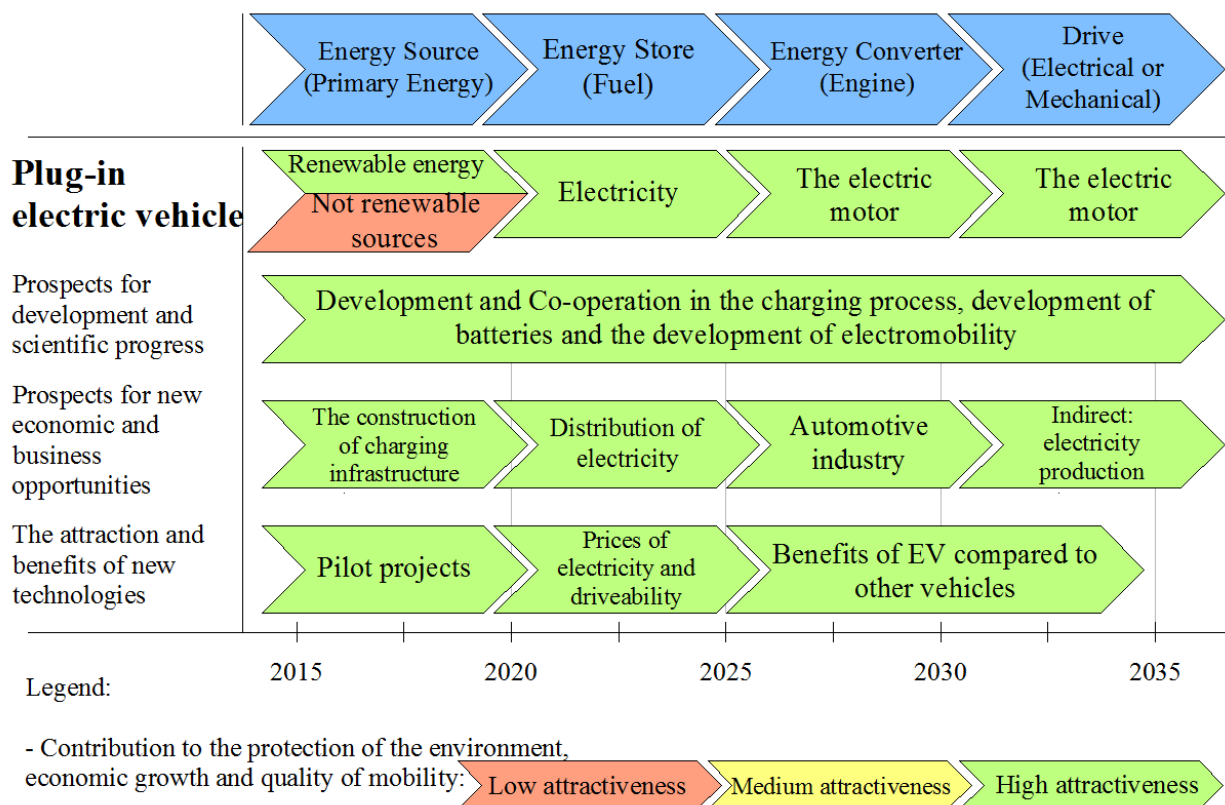 Energy Source
(Primary Energy)
Energy Store
(Fuel)
Energy Converter
(Engine)
Drive
(Electrical or
Mechanical)
Plug-in
electric vehicle
Renewable energy
Not renewable
sources
Electricity
The electric
motor
The electric
motor
Prospects for
development and
scientific progress
Development and Co-operation in the charging process, development of
batteries and the development of electromobility
Prospects for new
economic and
business
opportunities
The construction
of charging
infrastructure
Distribution of
electricity
Automotive
industry
Indirect:
electricity
production
The attraction and
benefits of new
technologies
Pilot projects
Prices of
electricity and
driveability
Benefits of EV compared to
other vehicles
2015 2020 2025 2030 2035
Legend:
- Contribution to the protection of the environment,
economic growth and quality of mobility:
Low attractiveness
Medium attractiveness
High attractiveness